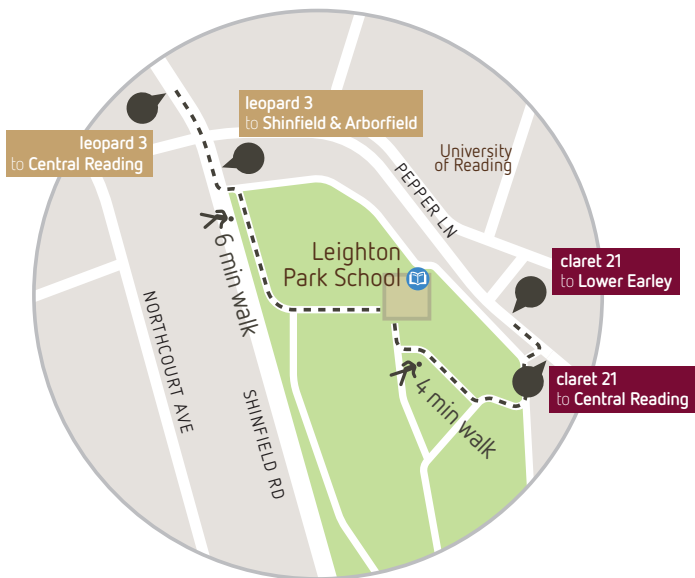 leopard 3
to Shinfield & Arborfield
leopard 3
to Central Reading
University
of Reading
PEPPER LN
Leighton
Park School
6 min walk
claret 21
to Lower Earley
NORTHCOURT AVE
SHINFIELD RD
4 min walk
claret 21
to Central Reading